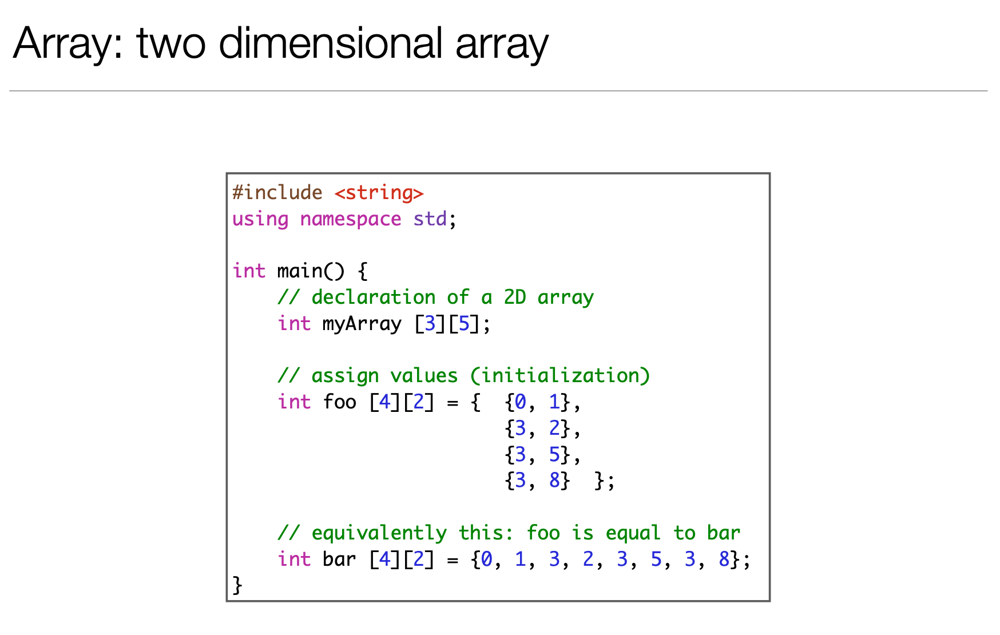 Array: two dimensional array
#include <string>
using namespace std;
int main() {
// declaration of a 2D array
int myArray [3][5];
// assign values (initialization)
int foo [4][2] = {  {0, 1},
{3, 2},
{3, 5},
{3, 8}  };
// equivalently this: foo is equal to bar
int bar [4][2] = {0, 1, 3, 2, 3, 5, 3, 8};
}